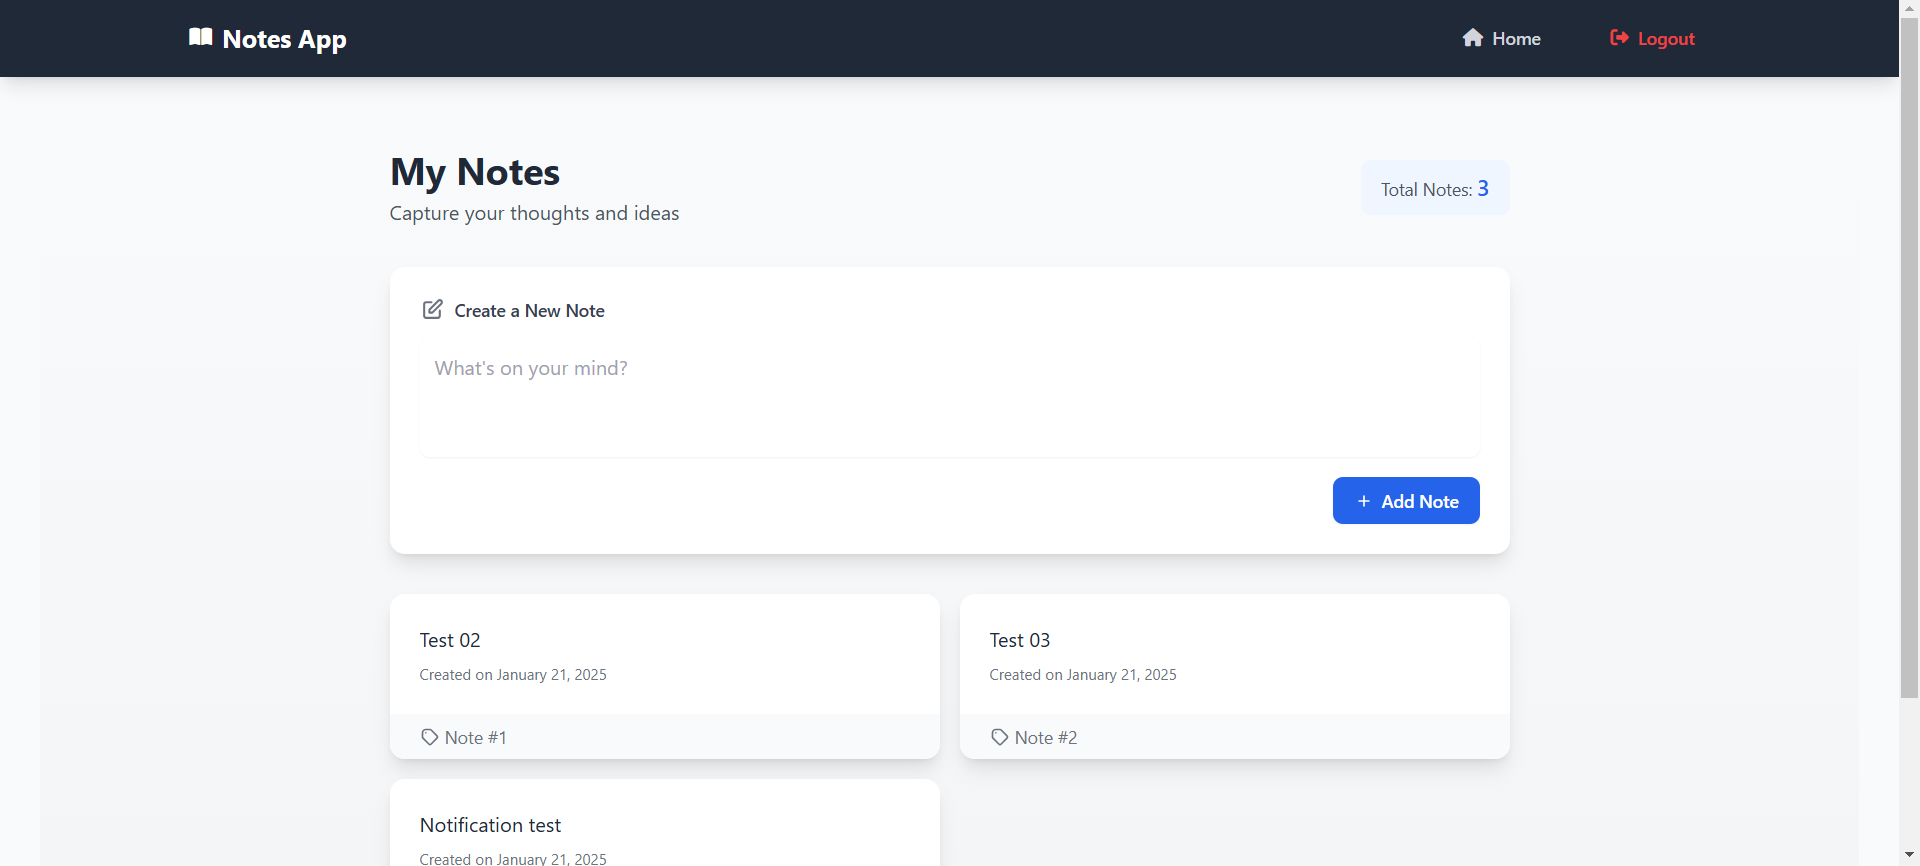 Notes App
Home
Logout
My Notes
Capture your thoughts and ideas
Total Notes: 3
Create a New Note
What's on your mind?
+ Add Note
Test 02
Created on January 21, 2025
Note #1
Test 03
Created on January 21, 2025
Note #2
Notification test
Created on January 21, 2025